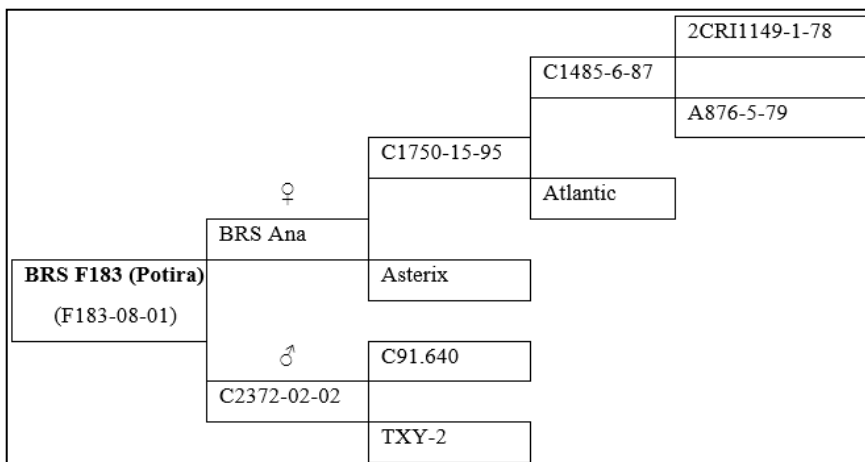 2CRI1149-1-78
C1485-6-87
A876-5-79
C1750-15-95
♀
Atlantic
BRS Ana
BRS F183 (Potira)
Asterix
(F183-08-01)
♂
C91.640
C2372-02-02
TXY-2